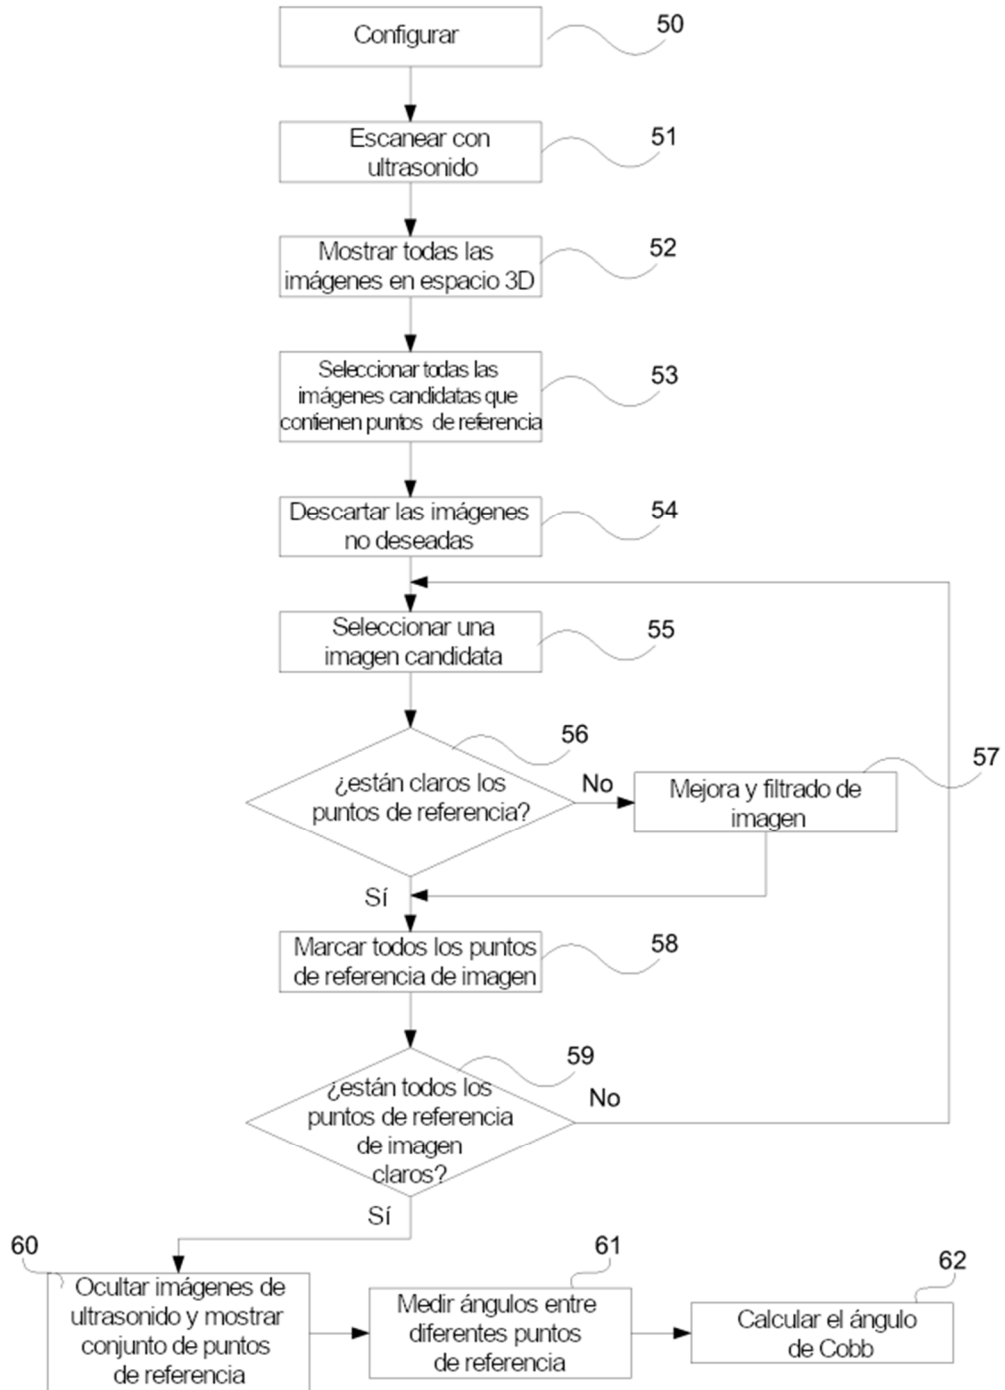 Configurar
50
Escanear con
ultrasonido
51
Mostrar todas las
imágenes en espacio 3D
52
Seleccionar todas las
imágenes candidatas que
contienen puntos de referencia
53
Descartar las imágenes
no deseadas
54
Seleccionar una
imagen candidata
55
56
¿están claros los
puntos de referencia?
No
57
Mejora y filtrado de
imagen
Sí
Marcar todos los puntos
de referencia de imagen
58
59
¿están todos los
puntos de referencia
de imagen
claros?
No
Sí
60
Ocultar imágenes de
ultrasonido y mostrar
conjunto de puntos
de referencia
61
Medir ángulos entre
diferentes puntos
de referencia
62
Calcular el ángulo
de Cobb